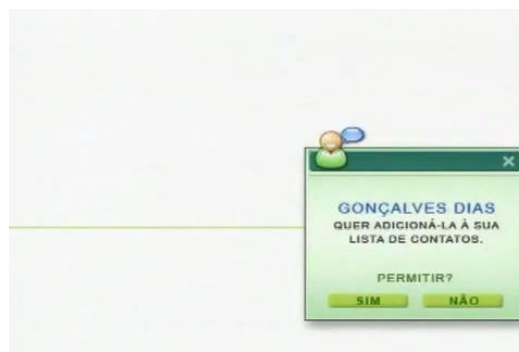 GONÇALVES DIAS
QUER ADICIONÁ-LA À SUA
LISTA DE CONTATOS.
PERMITIR?
SIM NÃO